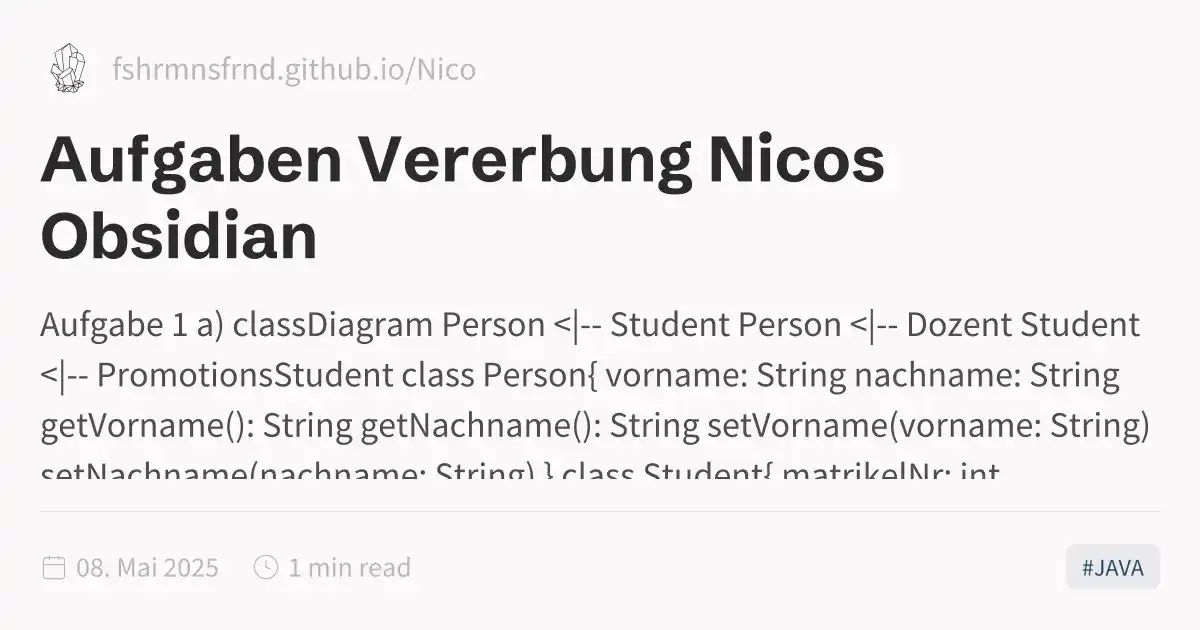 fshrmnsfrnd.github.io/Nico
Aufgaben Vererbung Nicos
Obsidian
Aufgabe 1 a) classDiagram Person <|-- Student Person <|-- Dozent Student
<|-- PromotionsStudent class Person{ vorname: String nachname: String
getVorname(): String getNachname(): String setVorname(vorname: String)
setNachname(nachname: String) } class Student{ matrikelNr: int
08. Mai 2025
1 min read
#JAVA